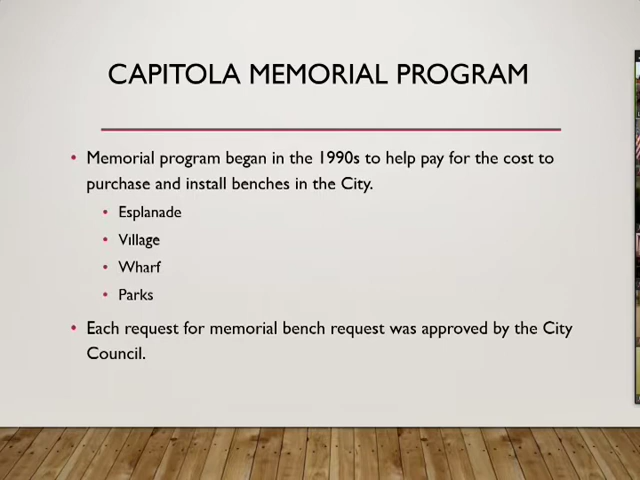 CAPITOLA MEMORIAL PROGRAM
• Memorial program began in the 1990s to help pay for the cost to
purchase and install benches in the City.
• Esplanade
• Village
• Wharf
• Parks
• Each request for memorial bench request was approved by the City
Council.